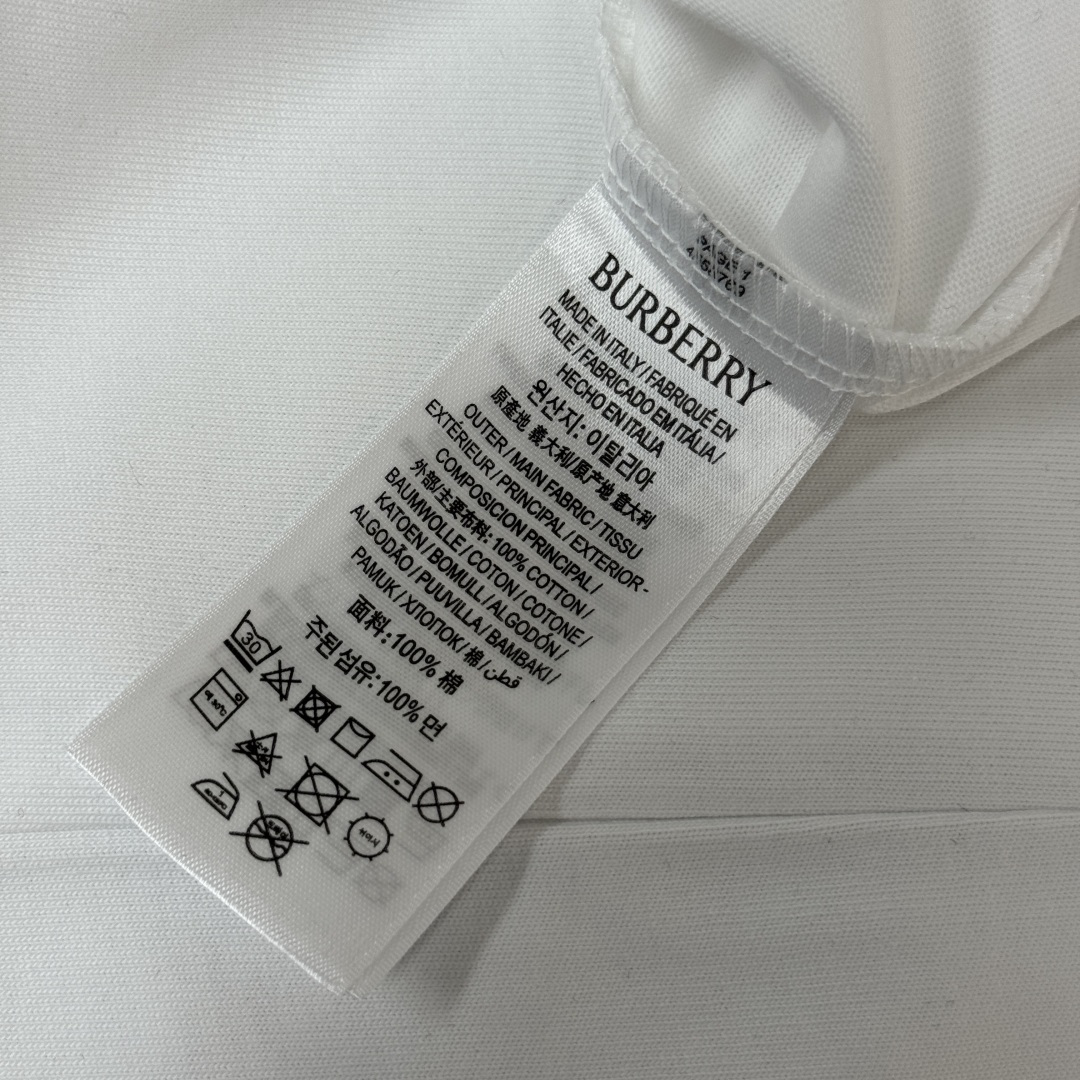 BURBERRY
MADE IN ITALY / FABRIQUÉ EN
ITALIE / FABRICADO EM ITÁLIA /
HECHO EN ITALIA
원산지: 이탈리아
原產地 義大利/原产地 意大利
OUTER / MAIN FABRIC / TISSU
EXTÉRIEUR / PRINCIPAL / EXTERIOR -
COMPOSICION PRINCIPAL /
外部/主要布料: 100% COTTON /
BAUMWOLLE / COTON / COTONE /
KATOEN / BOMULL / ALGODÓN /
ALGODÃO / PUUVILLA / BAMBAKI /
PAMUK / ХЛОПОК / 棉 / قطن
面料: 100% 棉
주된 섬유: 100% 면
30